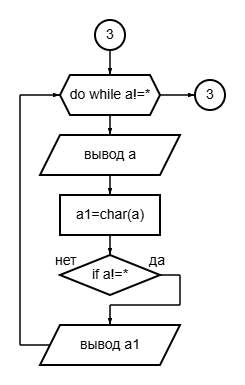 3
do while a!=*
3
вывод a
a1=char(a)
нет
да
if a!=*
вывод a1